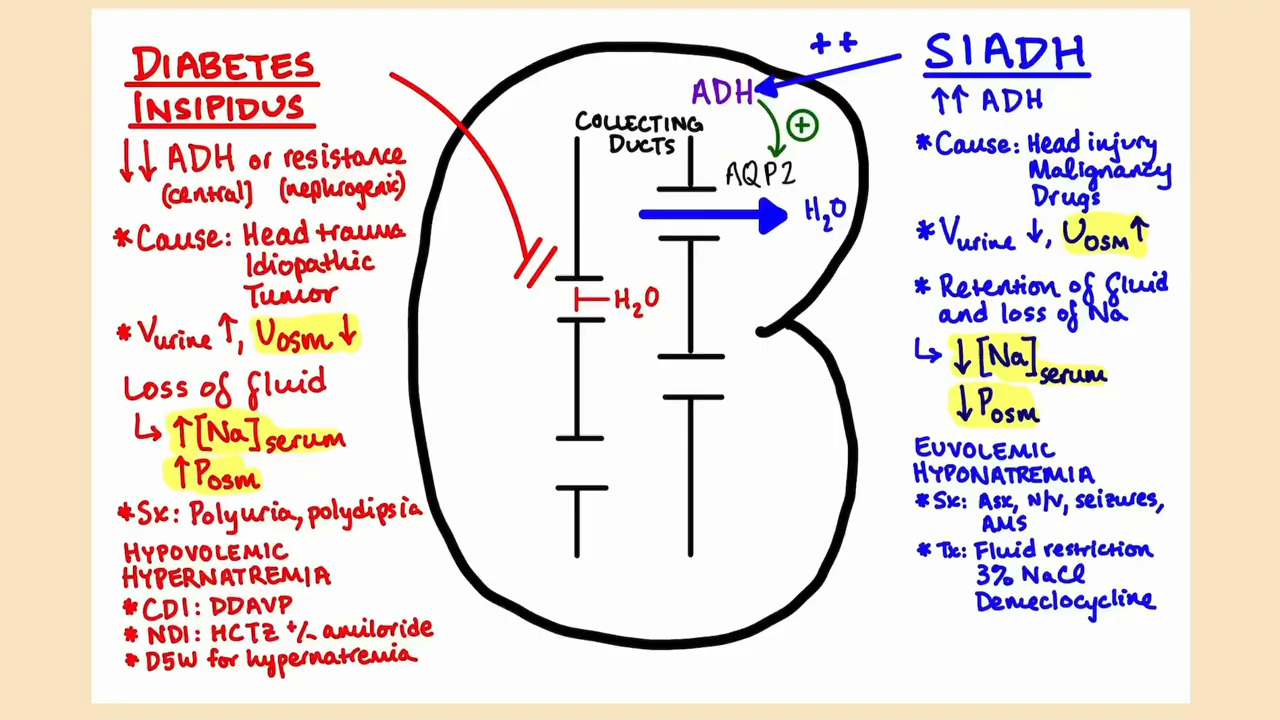 DIABETES
INSIPIDUS
↓↓ ADH or resistance
(central) (nephrogenic)
* Cause: Head trauma
Idiopathic
Tumor
* Vurine ↑, Uosm ↓
Loss of fluid
↳ ↑[Na]serum
↑Posm
* Sx: Polyuria, polydipsia
HYPOVOLEMIC
HYPERNATREMIA
* CDI: DDAVP
* NDI: HCTZ +/- amiloride
* D5W for hypernatremia
COLLECTING
DUCTS
ADH
++
+
AQP2
H₂O
H₂O
SIADH
↑↑ ADH
* Cause: Head injury
Malignancy
Drugs
* Vurine ↓, Uosm ↑
* Retention of fluid
and loss of Na
↳ ↓[Na]serum
↓Posm
EUVOLEMIC
HYPONATREMIA
* Sx: Asx, N/V, seizures,
AMS
* Tx: Fluid restriction
3% NaCl
Demeclocycline